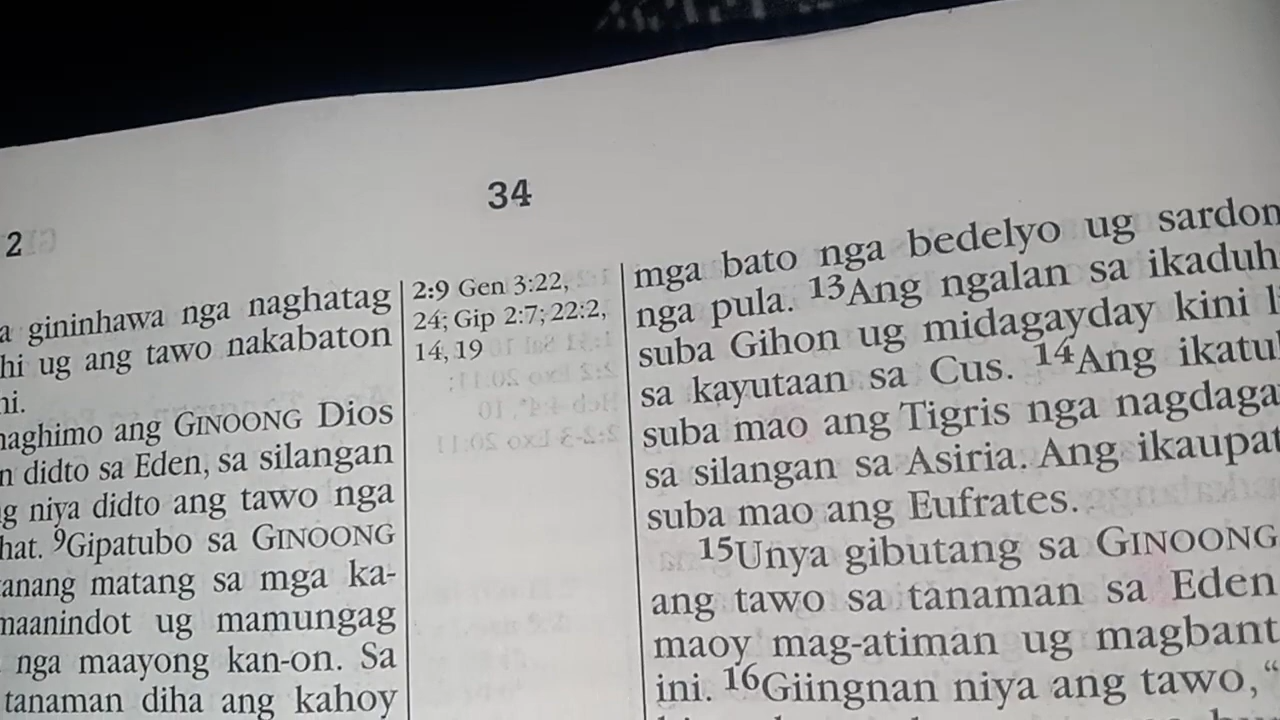 34
2
gininhawa nga naghatag
ug ang tawo nakabaton
ang GINOONG Dios
didto sa Eden, sa silangan
niya didto ang tawo nga
9Gipatubo sa GINOONG
matang sa mga ka-
ug mamungag
nga maayong kan-on. Sa
tanaman diha ang kahoy
2:9 Gen 3:22,
24; Gip 2:7; 22:2,
14, 19
mga bato nga bedelyo ug sardon
nga pula. 13Ang ngalan sa ikaduh
suba Gihon ug midagayday kini
sa kayutaan sa Cus. 14Ang ikatu
suba mao ang Tigris nga nagdaga
sa silangan sa Asiria. Ang ikaupat
suba mao ang Eufrates.
15Unya gibutang sa GINOONG
ang tawo sa tanaman sa Eden
maoy mag-atiman ug magbant
ini. 16Giingnan niya ang tawo, “